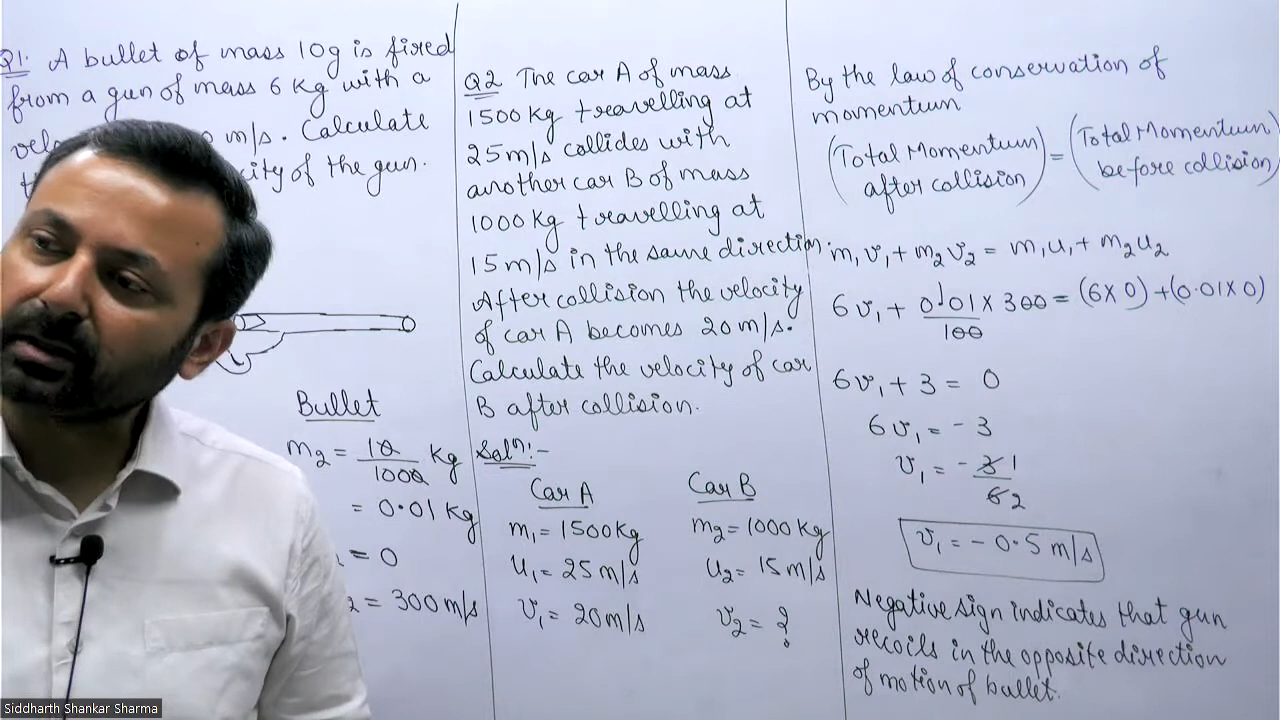 Q1. A bullet of mass 10g is fired
from a gun of mass 6 Kg with a
m/s. Calculate
of the gun.
Bullet
m₂ = 10/1000 Kg
= 0.01 Kg
= 0
= 300 m/s
Q2 The car A of mass
1500 Kg travelling at
25 m/s collides with
another car B of mass
1000 Kg travelling at
15 m/s in the same direction.
After collision the velocity
of car A becomes 20 m/s.
Calculate the velocity of car
B after collision.
Solⁿ:-
Car A Car B
m₁ = 1500 Kg m₂ = 1000 Kg
u₁ = 25 m/s u₂ = 15 m/s
v₁ = 20 m/s v₂ = ?
By the law of conservation of
momentum
(Total Momentum after collision) = (Total Momentum before collision)
m₁v₁ + m₂v₂ = m₁u₁ + m₂u₂
6v₁ + 0.01/100 × 300 = (6 × 0) + (0.01 × 0)
6v₁ + 3 = 0
6v₁ = -3
v₁ = - 3 1/6 2
v₁ = - 0.5 m/s
Negative sign indicates that gun
recoils in the opposite direction
of motion of bullet.
Siddharth Shankar Sharma